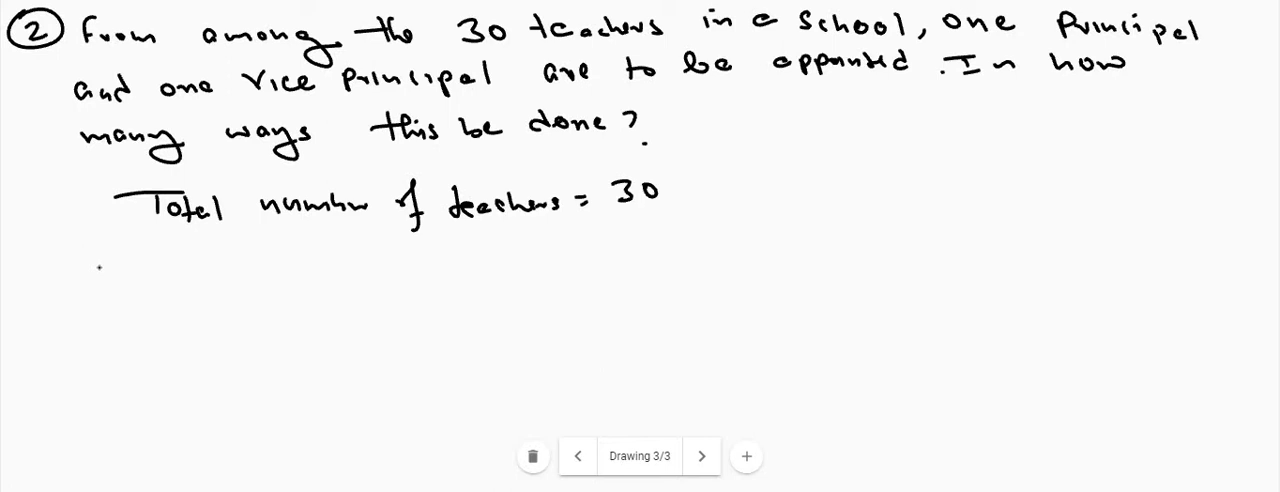 ② From among the 30 teachers in a School, one Principal
and one Vice Principal are to be appointed. In how
many ways this be done?
Total number of teachers = 30
Drawing 3/3